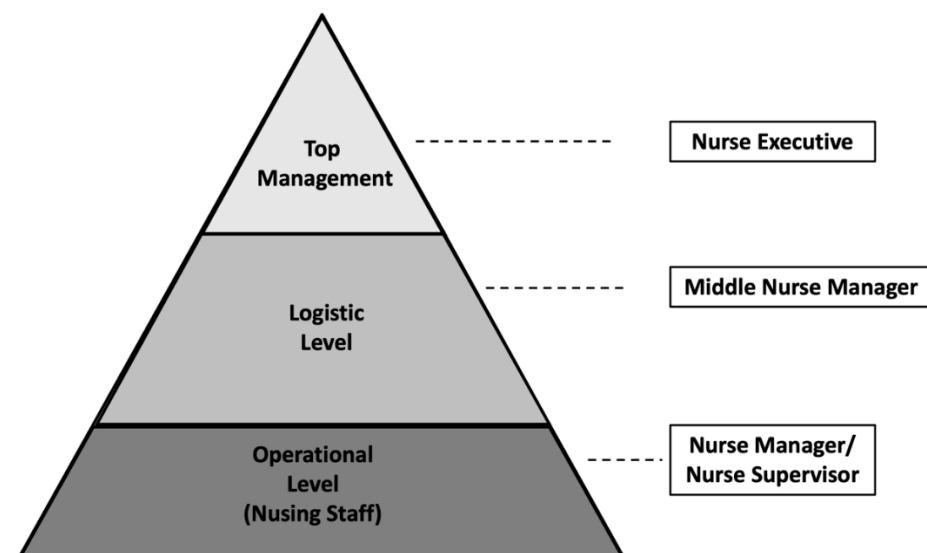 Top
Management
Nurse Executive
Logistic
Level
Middle Nurse Manager
Operational
Level
(Nusing Staff)
Nurse Manager/
Nurse Supervisor